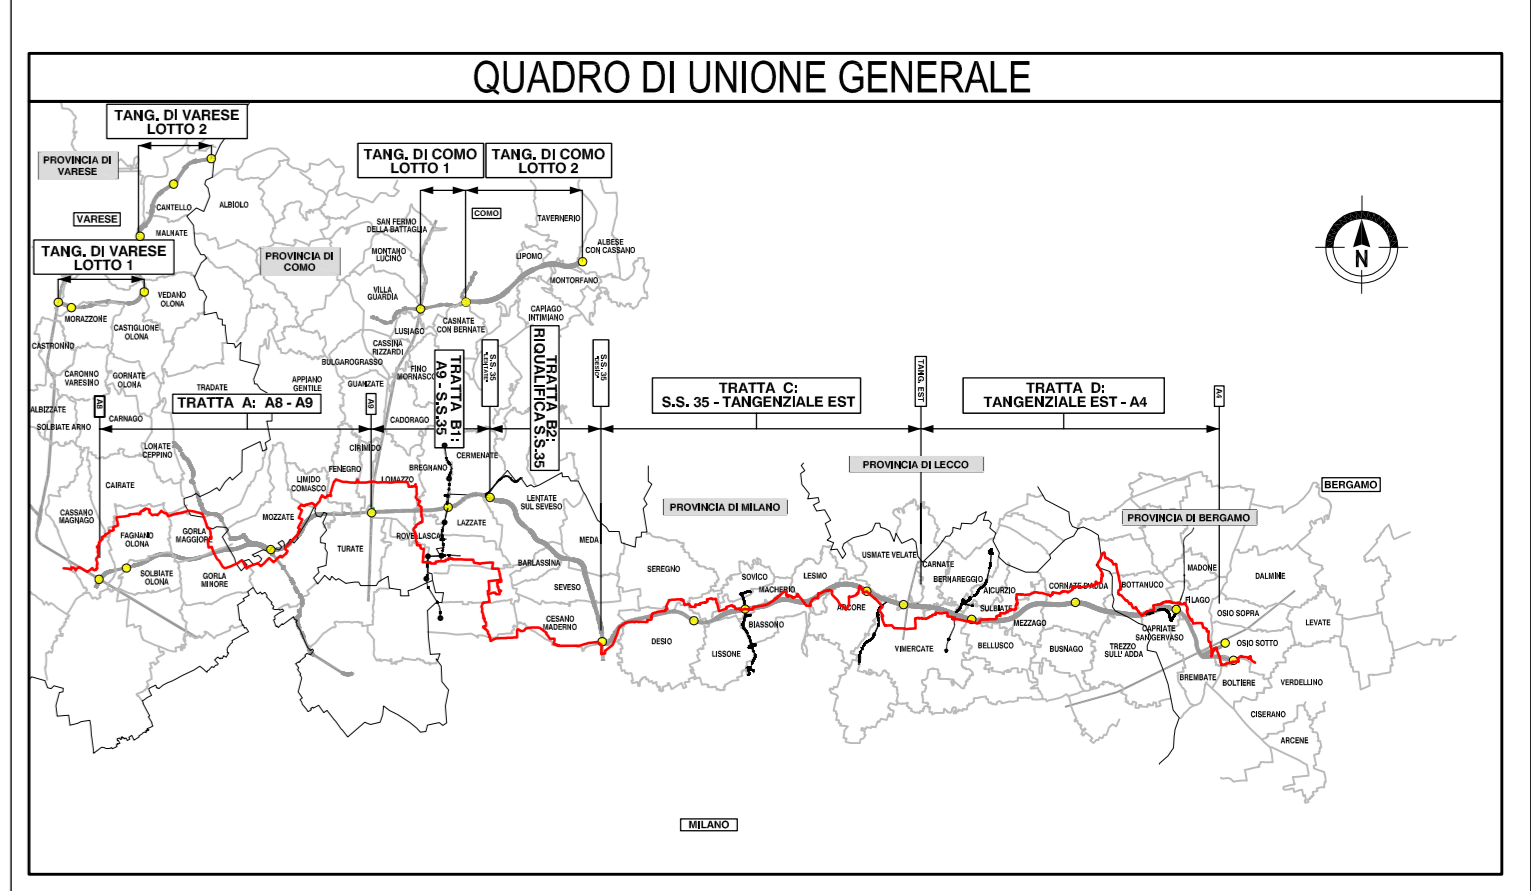 QUADRO DI UNIONE GENERALE
TANG. DI VARESE
LOTTO 2
PROVINCIA DI
VARESE
VARESE
CANTELLO
ALBIOLO
MALNATE
TANG. DI VARESE
LOTTO 1
VEDANO
OLONA
MORAZZONE
CASTIGLIONE
OLONA
CASTRONNO
CARONNO
VARESINO
GORNATE
OLONA
TRADATE
ALBIZZATE
SOLBIATE ARNO
CARNAGO
PROVINCIA DI
COMO
TANG. DI COMO
LOTTO 1
TANG. DI COMO
LOTTO 2
COMO
SAN FERMO
DELLA BATTAGLIA
MONTANO
LUCINO
VILLA
GUARDIA
TAVERNERIO
ALBESE
CON CASSANO
LIPOMO
MONTORFANO
CAPIAGO
INTIMIANO
LUSIAGO
CASNATE
CON BERNATE
CASSINA
RIZZARDI
BULGAROGRASSO
FINO
MORNASCO
APPIANO
GENTILE
GUANZATE
CADORAGO
N
A8
TRATTA A: A8 - A9
A9
TRATTA B1:
A9 - S.S.35
S.S. 35
"LENTATE"
TRATTA B2:
RIQUALIFICA S.S.35
S.S. 35
"DESIO"
TRATTA C:
S.S. 35 - TANGENZIALE EST
TANG. EST
TRATTA D:
TANGENZIALE EST - A4
A4
LONATE
CEPPINO
CIRIMIDO
FENEGRO
LOMAZZO
BREGNANO
CERMENATE
LIMIDO
COMASCO
CAIRATE
CASSANO
MAGNAGO
MOZZATE
FAGNANO
OLONA
GORLA
MAGGIORE
SOLBIATE
OLONA
GORLA
MINORE
TURATE
ROVELLASCA
LAZZATE
LENTATE
SUL SEVESO
MEDA
BARLASSINA
SEVESO
CESANO
MADERNO
PROVINCIA DI MILANO
PROVINCIA DI LECCO
PROVINCIA DI BERGAMO
BERGAMO
SEREGNO
DESIO
LISSONE
SOVICO
MACHERIO
BIASSONO
LESMO
ARCORE
USMATE VELATE
CARNATE
BERNAREGGIO
AICURZIO
SULBIATE
VIMERCATE
MEZZAGO
BELLUSCO
BUSNAGO
CORNATE D'ADDA
BOTTANUCO
TREZZO
SULL' ADDA
CAPRIATE
SANGERVASO
MADONE
FILAGO
DALMINE
OSIO SOPRA
OSIO SOTTO
LEVATE
BREMBATE
BOLTIERE
VERDELLINO
CISERANO
ARCENE
MILANO